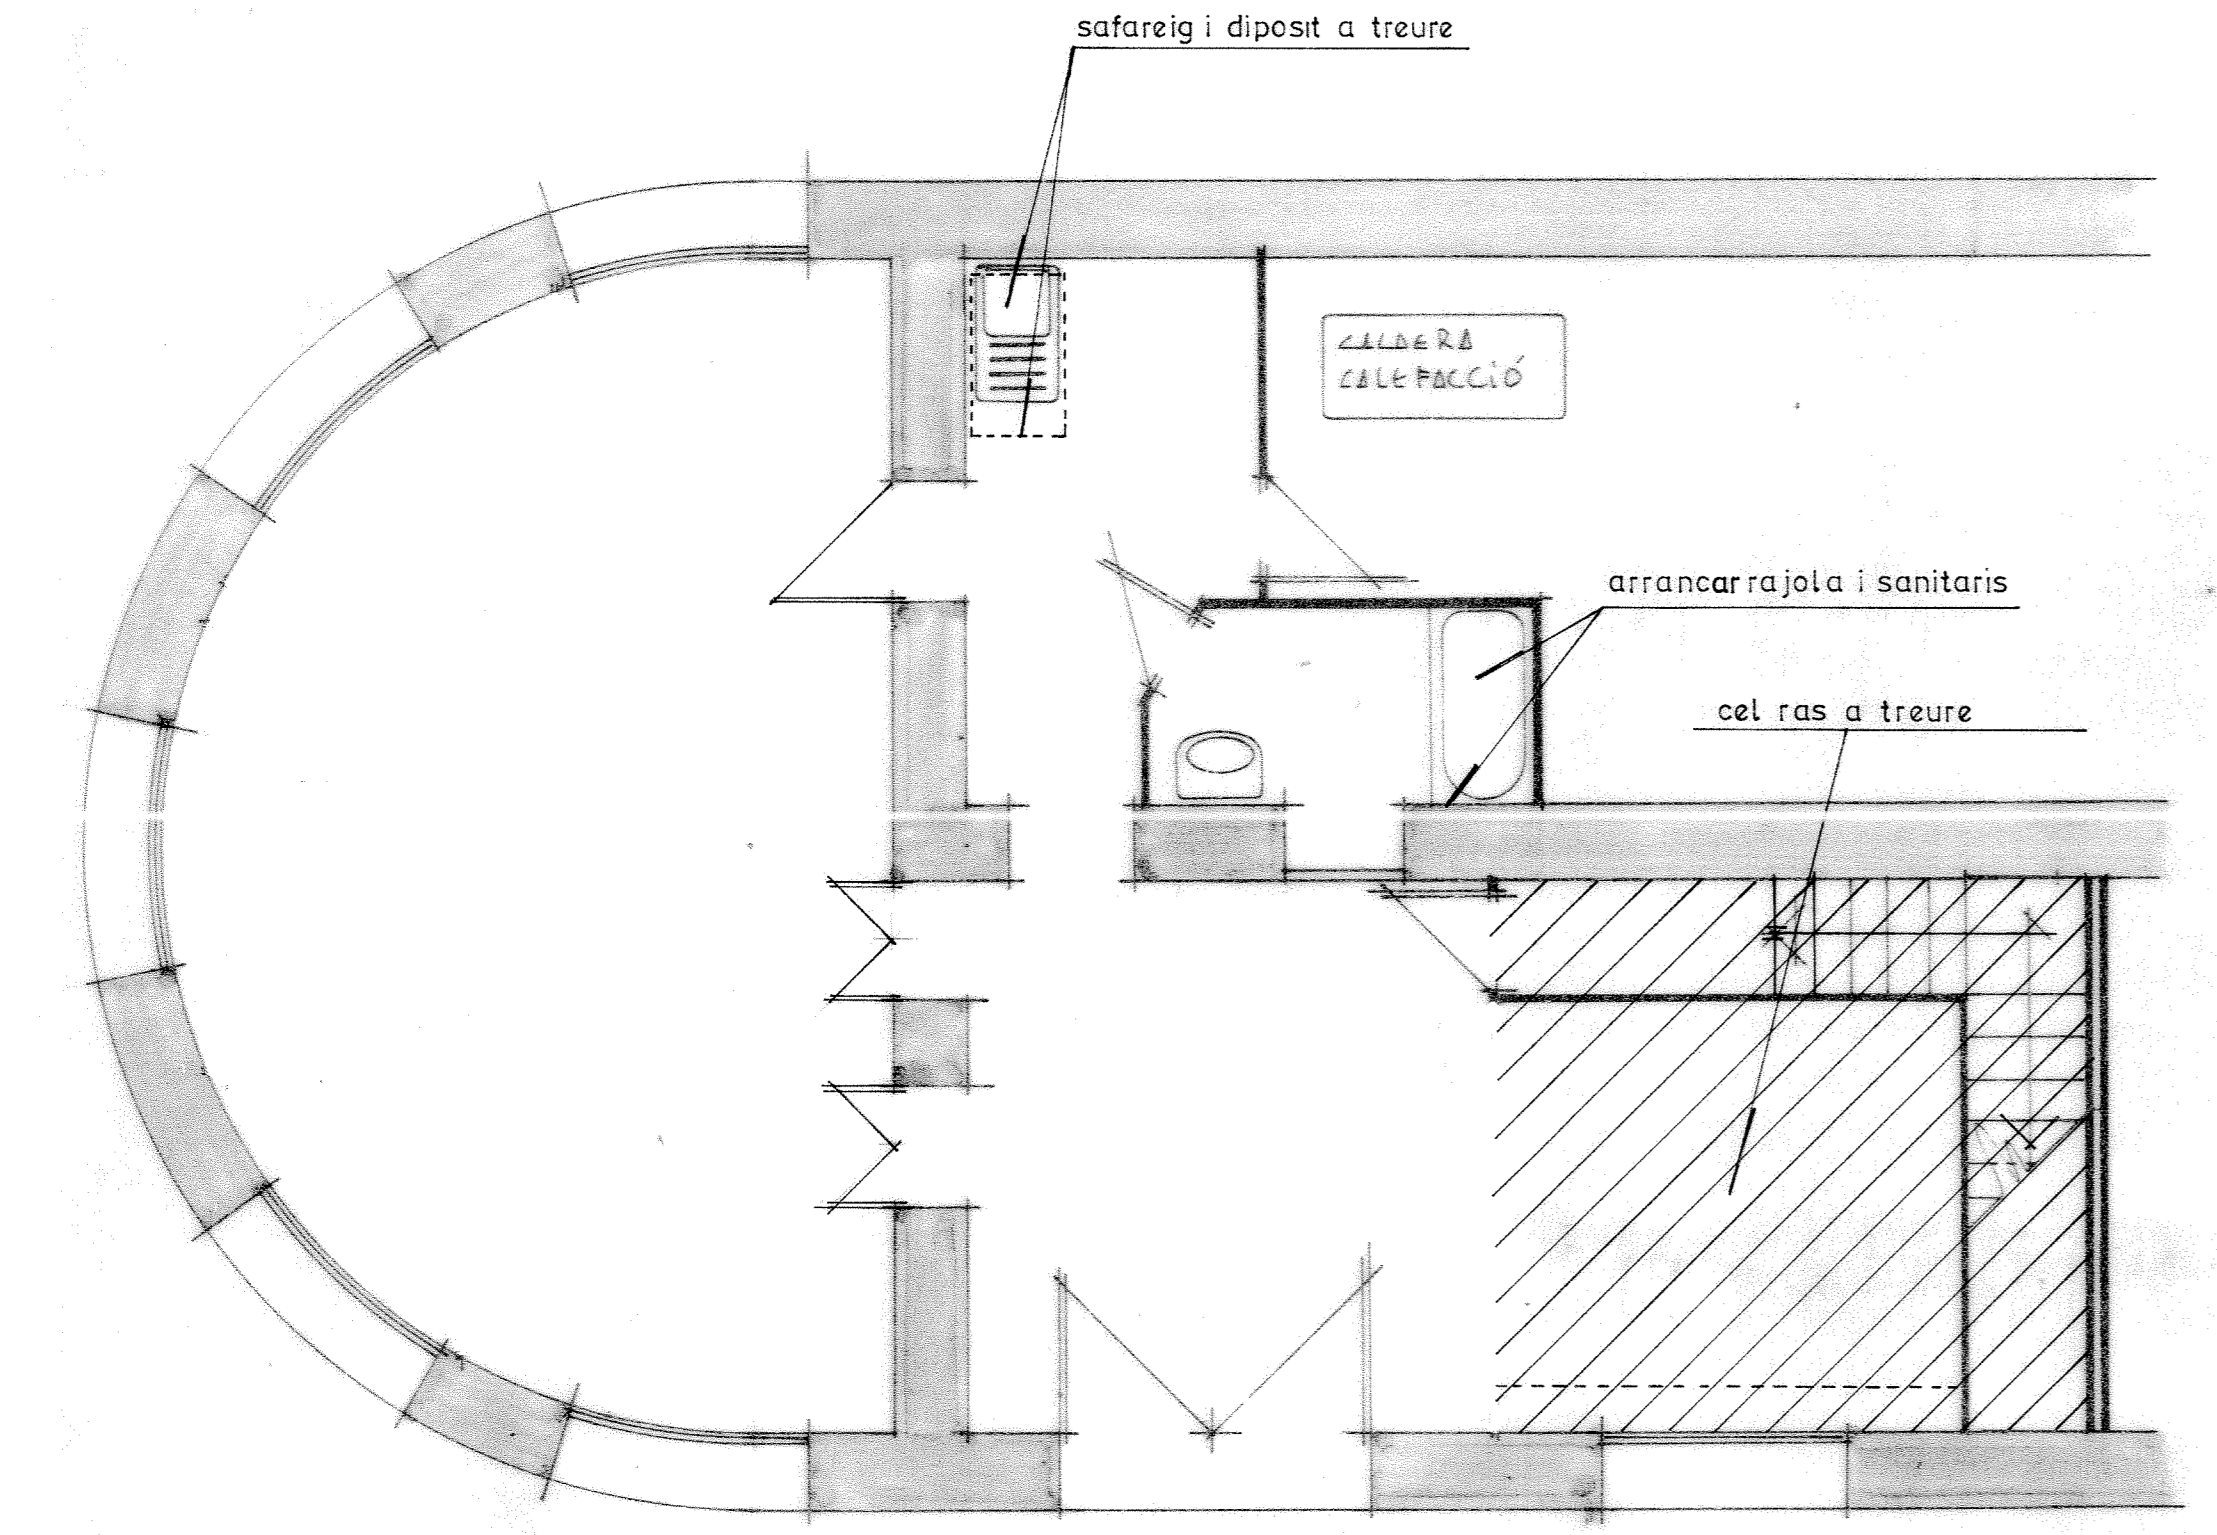 safareig i diposit a treure
CALDERA
CALEFACCIÓ
arrancar rajola i sanitaris
cel ras a treure